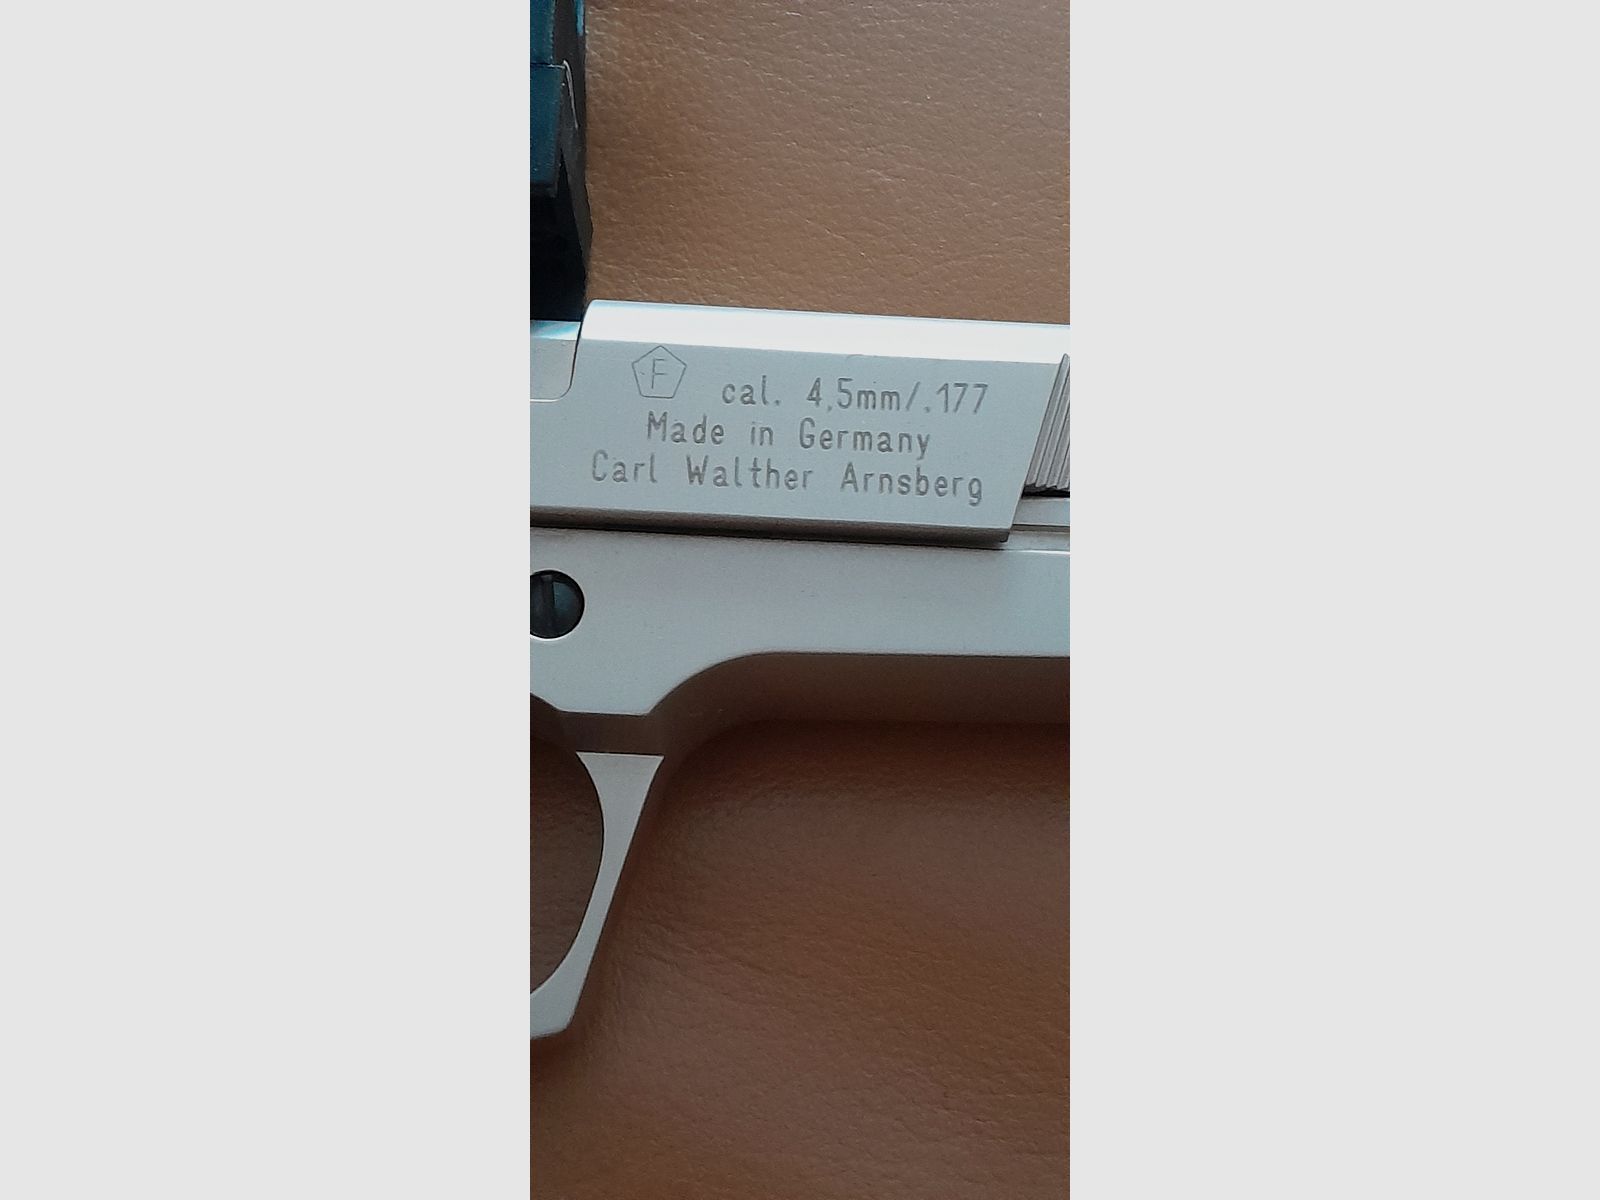 F cal. 4,5mm/.177
Made in Germany
Carl Walther Arnsberg